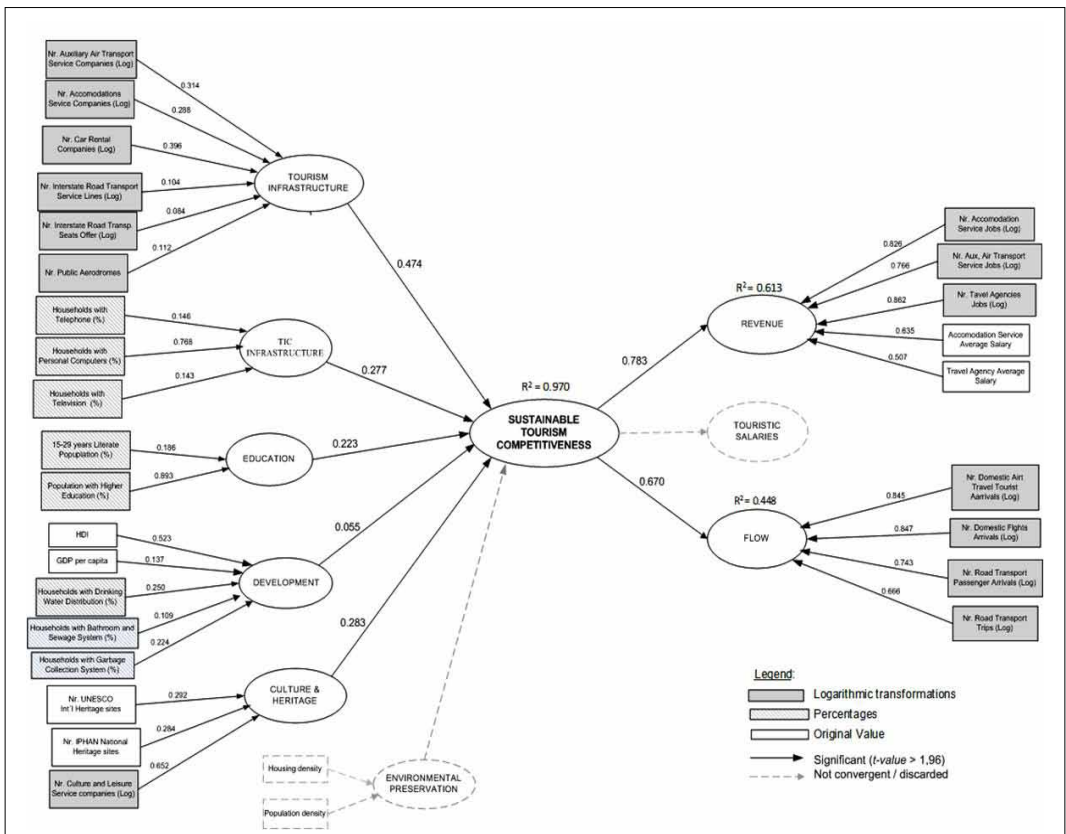 Nr. Auxiliary Air Transport
Service Companies (Log)
0.314
Nr. Accomodations
Sevice Companies (Log)
0.288
Nr. Car Rental
Companies (Log)
0.396
Nr. Interstate Road Transport
Service Lines (Log)
0.104
Nr. Interstate Road Transp.
Seats Offer (Log)
0.084
Nr. Public Aerodromes
0.112
TOURISM
INFRASTRUCTURE
0.474
Households with
Telephone (%)
0.146
Households with
Personal Computers (%)
0.768
Households with
Television (%)
0.143
TIC
INFRASTRUCTURE
0.277
15-29 years Literate
Popuplation (%)
0.186
Population with Higher
Education (%)
0.893
EDUCATION
0.223
HDI
0.523
GDP per capita
0.137
Households with Drinking
Water Distribution (%)
0.250
Households with Bathroom and
Sewage System (%)
0.109
Households with Garbage
Collection System (%)
0.224
DEVELOPMENT
0.055
Nr. UNESCO
Int´l Heritage sites
0.292
Nr. IPHAN National
Heritage sites
0.284
Nr. Culture and Leisure
Service companies (Log)
0.652
CULTURE &
HERITAGE
0.283
Housing density
Population density
ENVIRONMENTAL
PRESERVATION
R² = 0.970
SUSTAINABLE
TOURISM
COMPETITIVENESS
0.783
0.670
R² = 0.613
REVENUE
Nr. Accomodation
Service Jobs (Log)
0.826
Nr. Aux, Air Transport
Service Jobs (Log)
0.766
Nr. Tavel Agencies
Jobs (Log)
0.862
Accomodation Service
Average Salary
0.635
Travel Agency Average
Salary
0.507
TOURISTIC
SALARIES
R² = 0.448
FLOW
Nr. Domestic Airt
Travel Tourist
Aarrivals (Log)
0.845
Nr. Domestic Flghts
Arrivals (Log)
0.847
Nr. Road Transport
Passenger Arrivals (Log)
0.743
Nr. Road Transport
Trips (Log)
0.666
Legend:
Logarithmic transformations
Percentages
Original Value
Significant (t-value > 1,96)
Not convergent / discarded